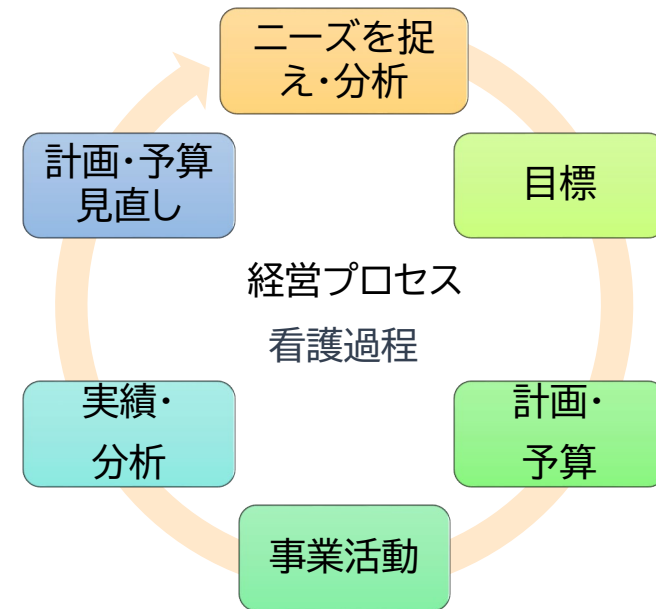 ニーズを捉
え・分析
目標
計画・
予算
事業活動
実績・
分析
計画・予算
見直し
経営プロセス
看護過程